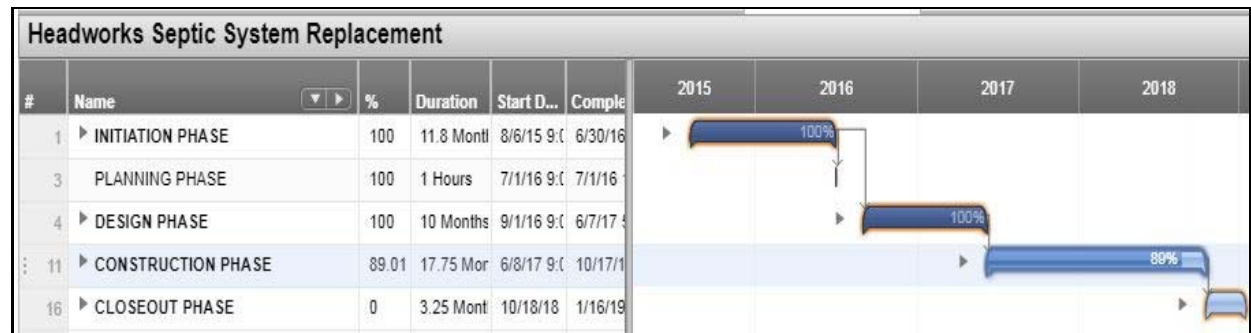 Headworks Septic System Replacement
# Name % Duration Start D... Comple 2015 2016 2017 2018
1 INITIATION PHASE 100 11.8 Montl 8/6/15 9:( 6/30/16 100%
3 PLANNING PHASE 100 1 Hours 7/1/16 9:( 7/1/16
4 DESIGN PHASE 100 10 Months 9/1/16 9:( 6/7/17 100%
11 CONSTRUCTION PHASE 89.01 17.75 Mor 6/8/17 9:( 10/17/1 89%
16 CLOSEOUT PHASE 0 3.25 Montl 10/18/18 1/16/19